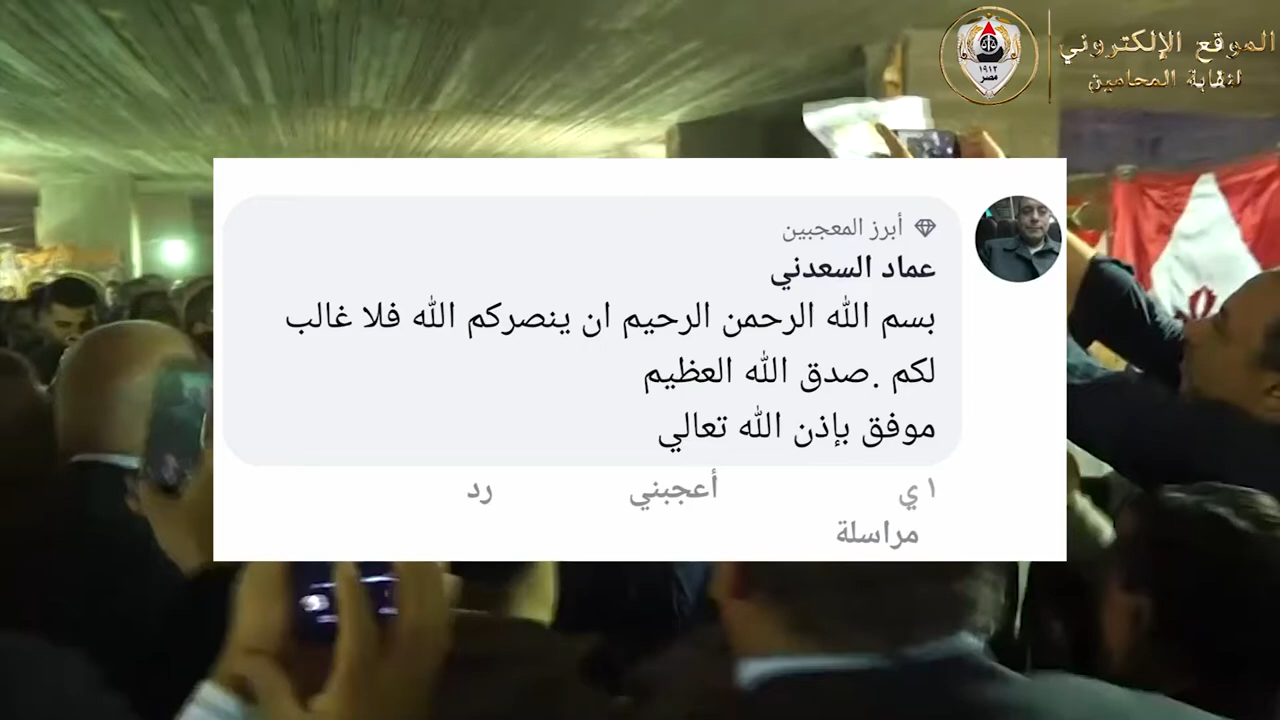 الموقع الإلكتروني
لنقابة المحامين
١٩١٢
مصر
أبرز المعجبين
عماد السعدني
بسم الله الرحمن الرحيم ان ينصركم الله فلا غالب
لكم .صدق الله العظيم
موفق بإذن الله تعالي
١ ي
أعجبني
رد
مراسلة